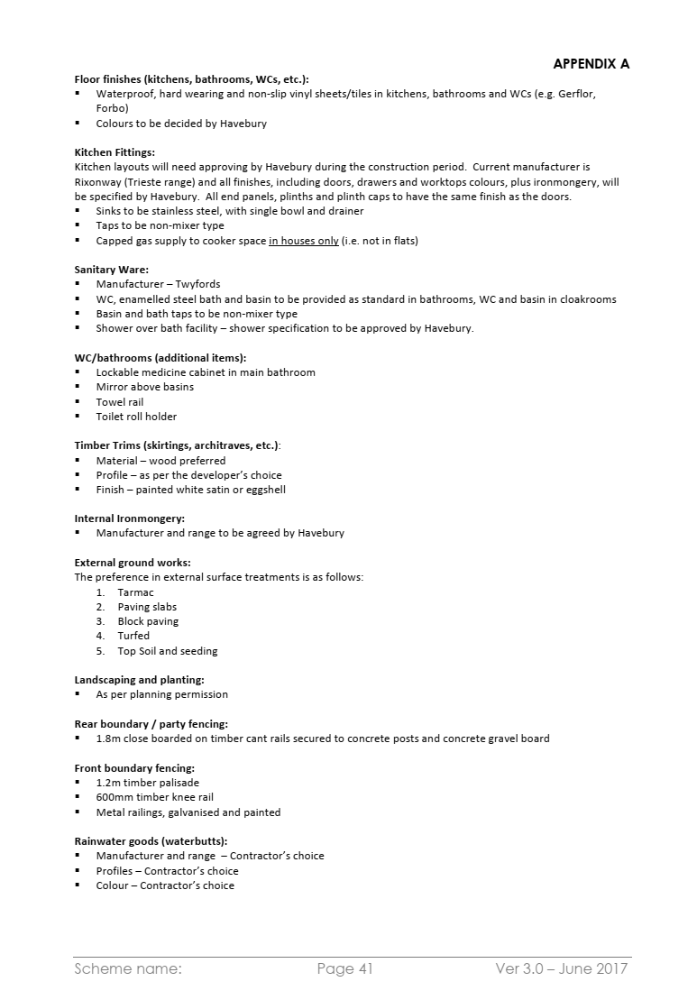 APPENDIX A
Floor finishes (kitchens, bathrooms, WCs, etc.):
▪ Waterproof, hard wearing and non-slip vinyl sheets/tiles in kitchens, bathrooms and WCs (e.g. Gerflor,
Forbo)
▪ Colours to be decided by Havebury
Kitchen Fittings:
Kitchen layouts will need approving by Havebury during the construction period.  Current manufacturer is
Rixonway (Trieste range) and all finishes, including doors, drawers and worktops colours, plus ironmongery, will
be specified by Havebury.  All end panels, plinths and plinth caps to have the same finish as the doors.
▪ Sinks to be stainless steel, with single bowl and drainer
▪ Taps to be non-mixer type
▪ Capped gas supply to cooker space in houses only (i.e. not in flats)
Sanitary Ware:
▪ Manufacturer – Twyfords
▪ WC, enamelled steel bath and basin to be provided as standard in bathrooms, WC and basin in cloakrooms
▪ Basin and bath taps to be non-mixer type
▪ Shower over bath facility – shower specification to be approved by Havebury.
WC/bathrooms (additional items):
▪ Lockable medicine cabinet in main bathroom
▪ Mirror above basins
▪ Towel rail
▪ Toilet roll holder
Timber Trims (skirtings, architraves, etc.):
▪ Material – wood preferred
▪ Profile – as per the developer's choice
▪ Finish – painted white satin or eggshell
Internal Ironmongery:
▪ Manufacturer and range to be agreed by Havebury
External ground works:
The preference in external surface treatments is as follows:
1. Tarmac
2. Paving slabs
3. Block paving
4. Turfed
5. Top Soil and seeding
Landscaping and planting:
▪ As per planning permission
Rear boundary / party fencing:
▪ 1.8m close boarded on timber cant rails secured to concrete posts and concrete gravel board
Front boundary fencing:
▪ 1.2m timber palisade
▪ 600mm timber knee rail
▪ Metal railings, galvanised and painted
Rainwater goods (waterbutts):
▪ Manufacturer and range  – Contractor's choice
▪ Profiles – Contractor's choice
▪ Colour – Contractor's choice
Scheme name: Page 41 Ver 3.0 – June 2017